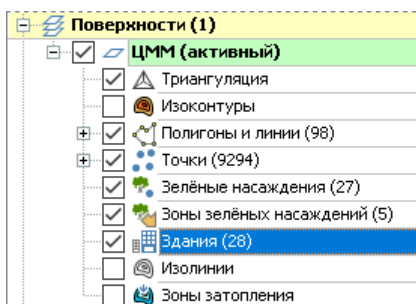 Поверхности (1)
ЦММ (активный)
Триангуляция
Изоконтуры
Полигоны и линии (98)
Точки (9294)
Зелёные насаждения (27)
Зоны зелёных насаждений (5)
Здания (28)
Изолинии
Зоны затопления